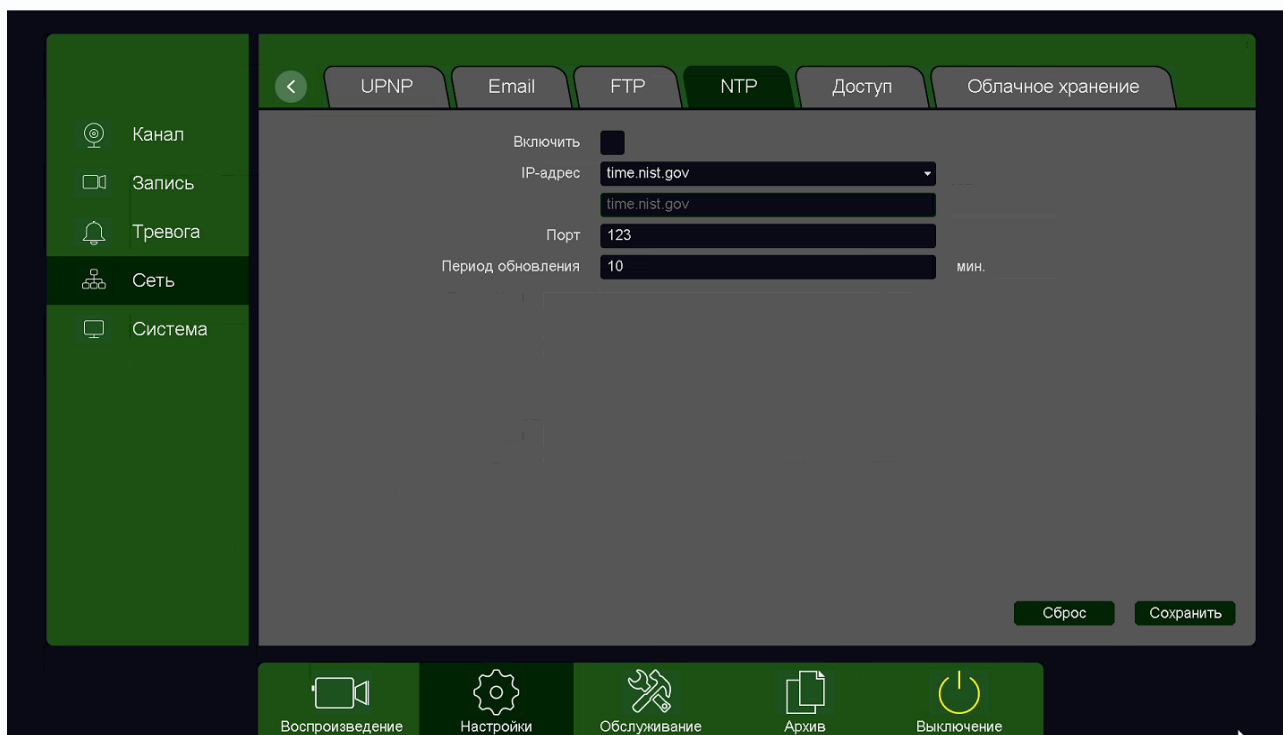 UPNP Email FTP NTP Доступ Облачное хранение
Канал
Запись
Тревога
Сеть
Система
Включить
IP-адрес time.nist.gov
time.nist.gov
Порт 123
Период обновления 10 мин.
Сброс Сохранить
Воспроизведение Настройки Обслуживание Архив Выключение